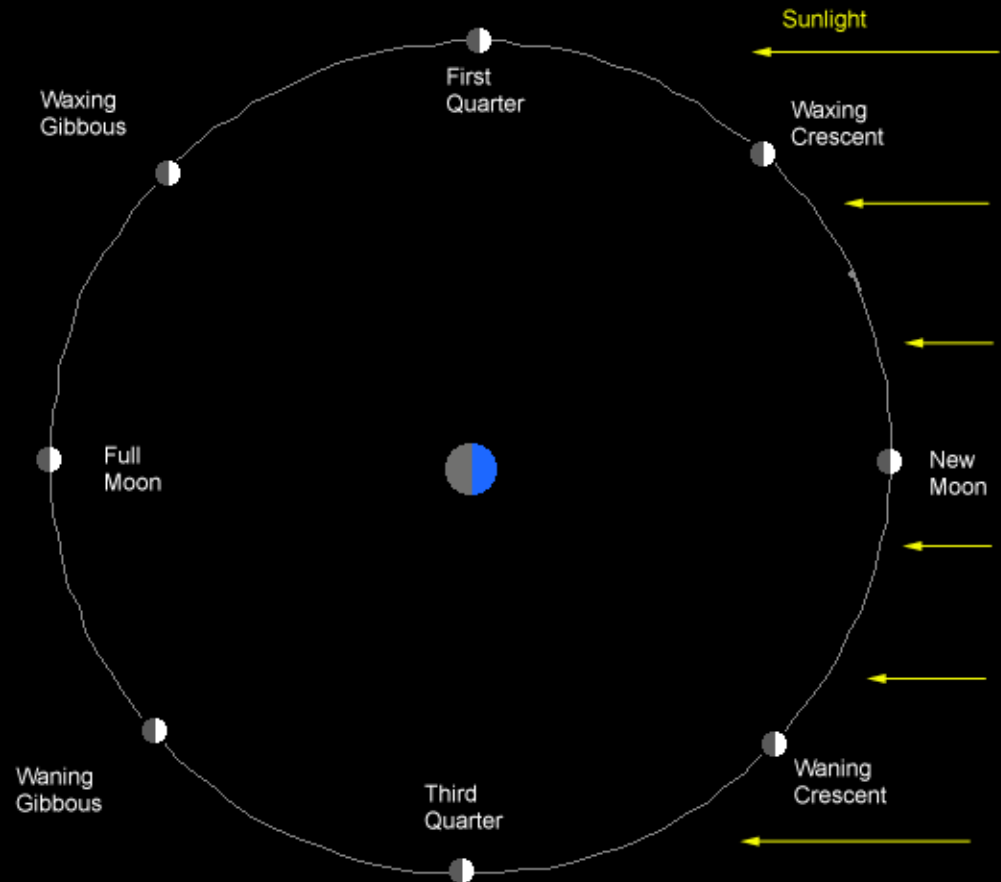 Sunlight
First
Quarter
Waxing
Gibbous
Waxing
Crescent
Full
Moon
New
Moon
Waning
Gibbous
Third
Quarter
Waning
Crescent